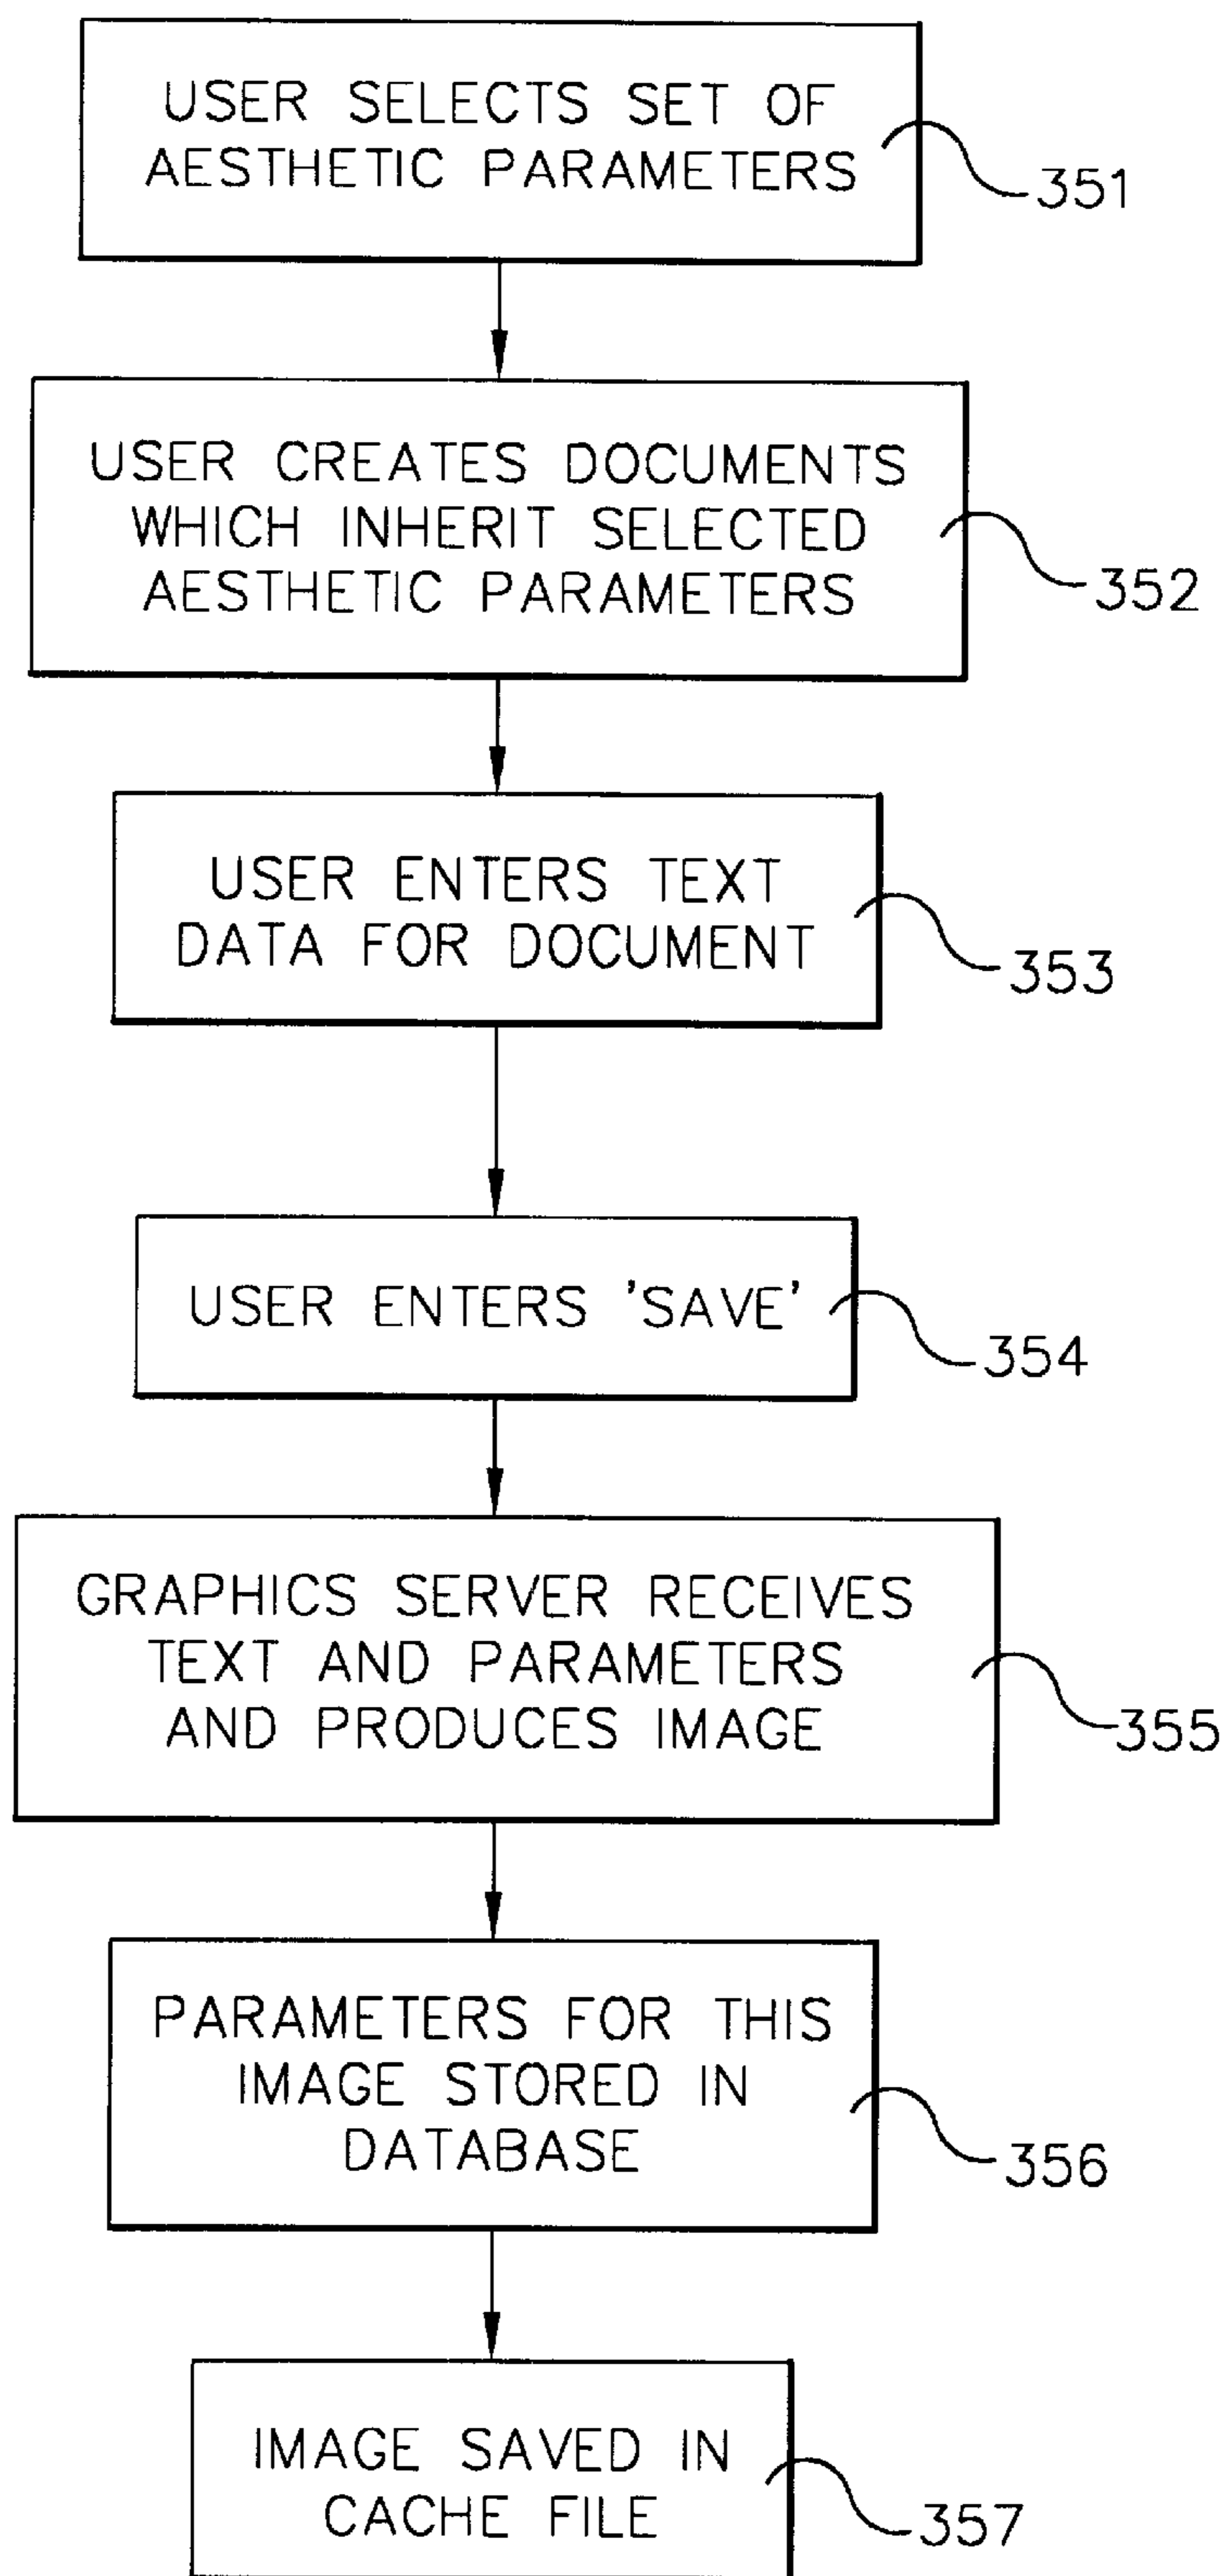 USER SELECTS SET OF
AESTHETIC PARAMETERS
351
USER CREATES DOCUMENTS
WHICH INHERIT SELECTED
AESTHETIC PARAMETERS
352
USER ENTERS TEXT
DATA FOR DOCUMENT
353
USER ENTERS 'SAVE'
354
GRAPHICS SERVER RECEIVES
TEXT AND PARAMETERS
AND PRODUCES IMAGE
355
PARAMETERS FOR THIS
IMAGE STORED IN
DATABASE
356
IMAGE SAVED IN
CACHE FILE
357